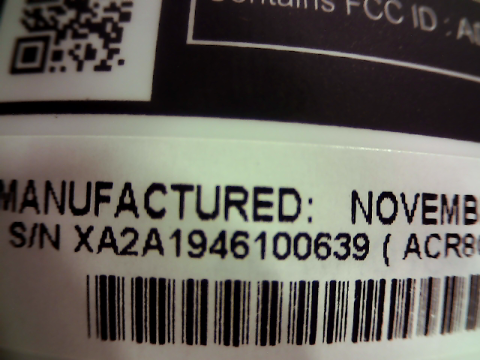 Contains FCC ID : A
MANUFACTURED: NOVEMB
S/N XA2A1946100639 ( ACR8